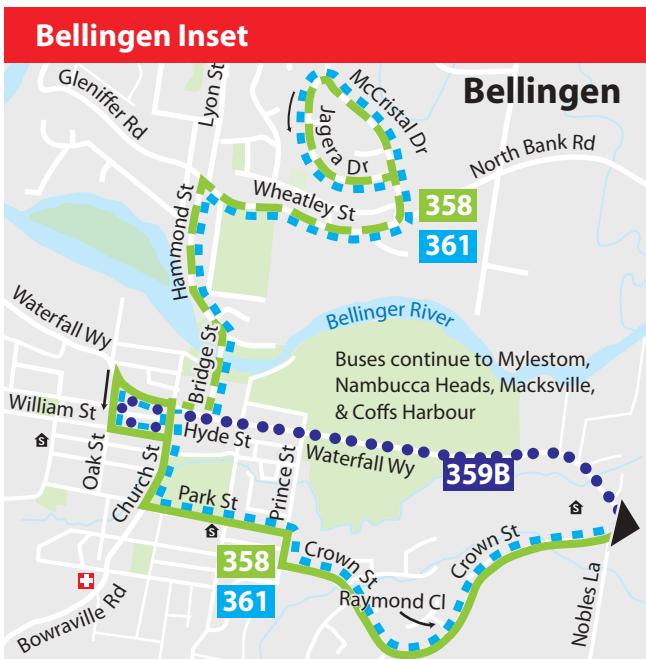 Bellingen Inset
Bellingen
Gleniffer Rd
Lyon St
McCristal Dr
Jagera Dr
North Bank Rd
Wheatley St
358
361
Hammond St
Waterfall Wy
Bellinger River
Bridge St
Buses continue to Mylestom,
Nambucca Heads, Macksville,
& Coffs Harbour
William St
Hyde St
Oak St
Church St
Prince St
Waterfall Wy
359B
S
S
S
Park St
358
361
Crown St
Crown St
Raymond Cl
Nobles La
Bowraville Rd